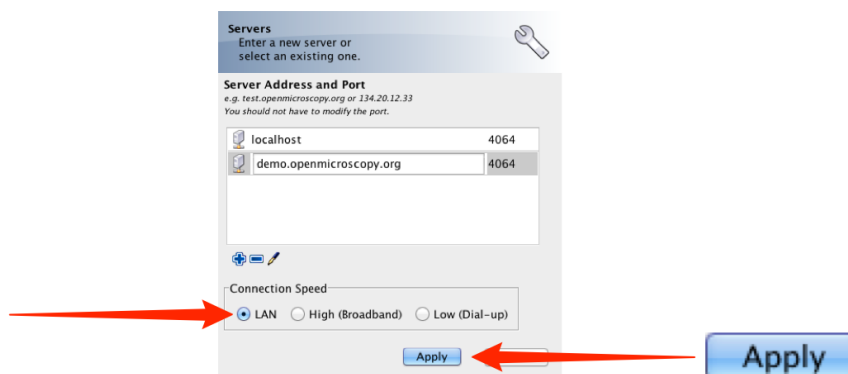 Servers
Enter a new server or
select an existing one.
Server Address and Port
e.g. test.openmicroscopy.org or 134.20.12.33
You should not have to modify the port.
localhost 4064
demo.openmicroscopy.org 4064
Connection Speed
LAN High (Broadband) Low (Dial-up)
Apply
Apply